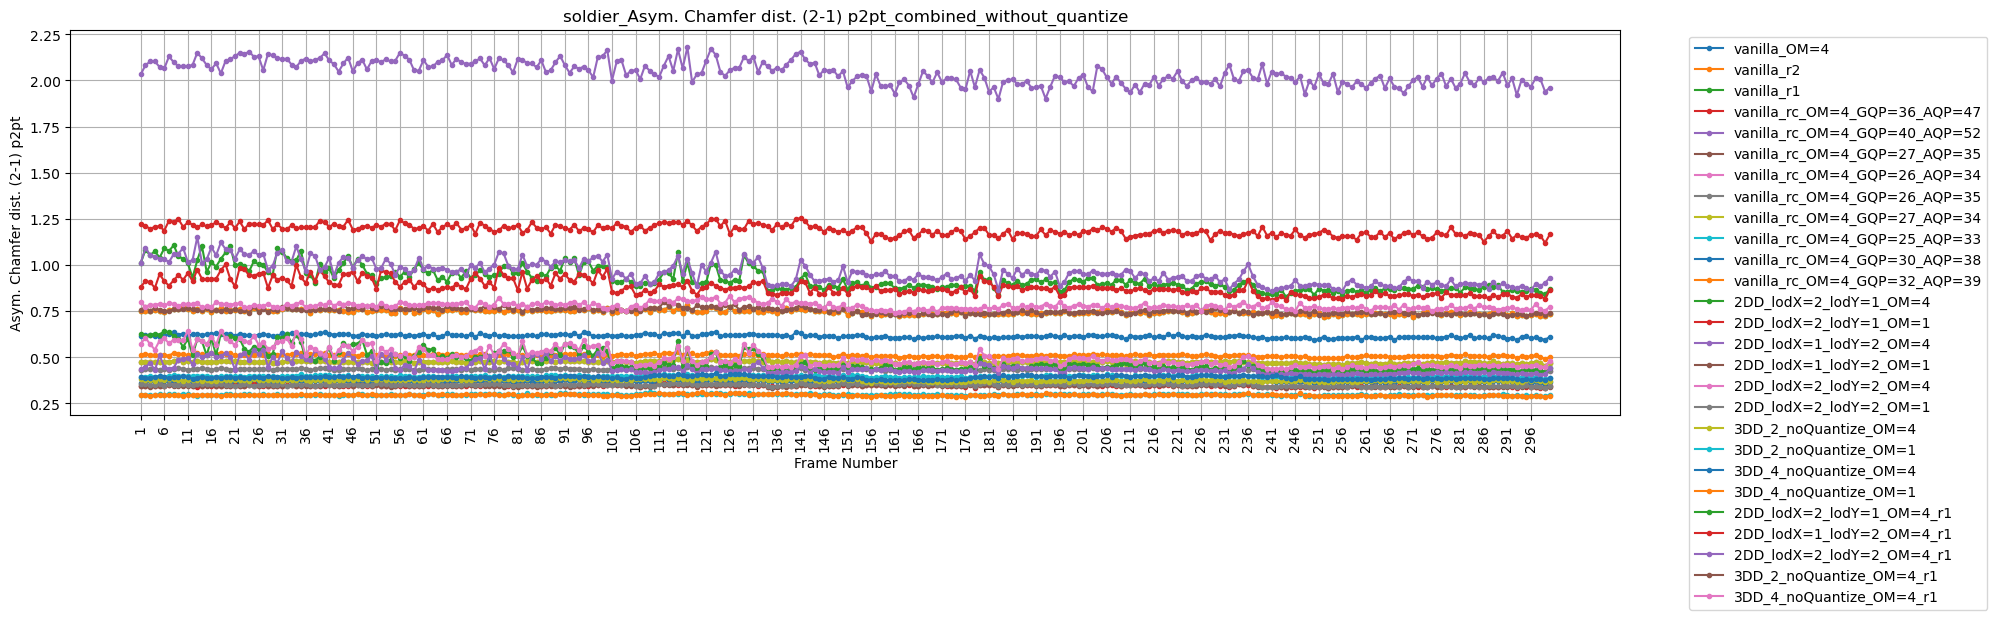 soldier_Asym. Chamfer dist. (2-1) p2pt_combined_without_quantize
Asym. Chamfer dist. (2-1) p2pt
2.25
2.00
1.75
1.50
1.25
1.00
0.75
0.50
0.25
1 6 11 16 21 26 31 36 41 46 51 56 61 66 71 76 81 86 91 96 101 106 111 116 121 126 131 136 141 146 151 156 161 166 171 176 181 186 191 196 201 206 211 216 221 226 231 236 241 246 251 256 261 266 271 276 281 286 291 296
Frame Number
vanilla_OM=4
vanilla_r2
vanilla_r1
vanilla_rc_OM=4_GQP=36_AQP=47
vanilla_rc_OM=4_GQP=40_AQP=52
vanilla_rc_OM=4_GQP=27_AQP=35
vanilla_rc_OM=4_GQP=26_AQP=34
vanilla_rc_OM=4_GQP=26_AQP=35
vanilla_rc_OM=4_GQP=27_AQP=34
vanilla_rc_OM=4_GQP=25_AQP=33
vanilla_rc_OM=4_GQP=30_AQP=38
vanilla_rc_OM=4_GQP=32_AQP=39
2DD_lodX=2_lodY=1_OM=4
2DD_lodX=2_lodY=1_OM=1
2DD_lodX=1_lodY=2_OM=4
2DD_lodX=1_lodY=2_OM=1
2DD_lodX=2_lodY=2_OM=4
2DD_lodX=2_lodY=2_OM=1
3DD_2_noQuantize_OM=4
3DD_2_noQuantize_OM=1
3DD_4_noQuantize_OM=4
3DD_4_noQuantize_OM=1
2DD_lodX=2_lodY=1_OM=4_r1
2DD_lodX=1_lodY=2_OM=4_r1
2DD_lodX=2_lodY=2_OM=4_r1
3DD_2_noQuantize_OM=4_r1
3DD_4_noQuantize_OM=4_r1